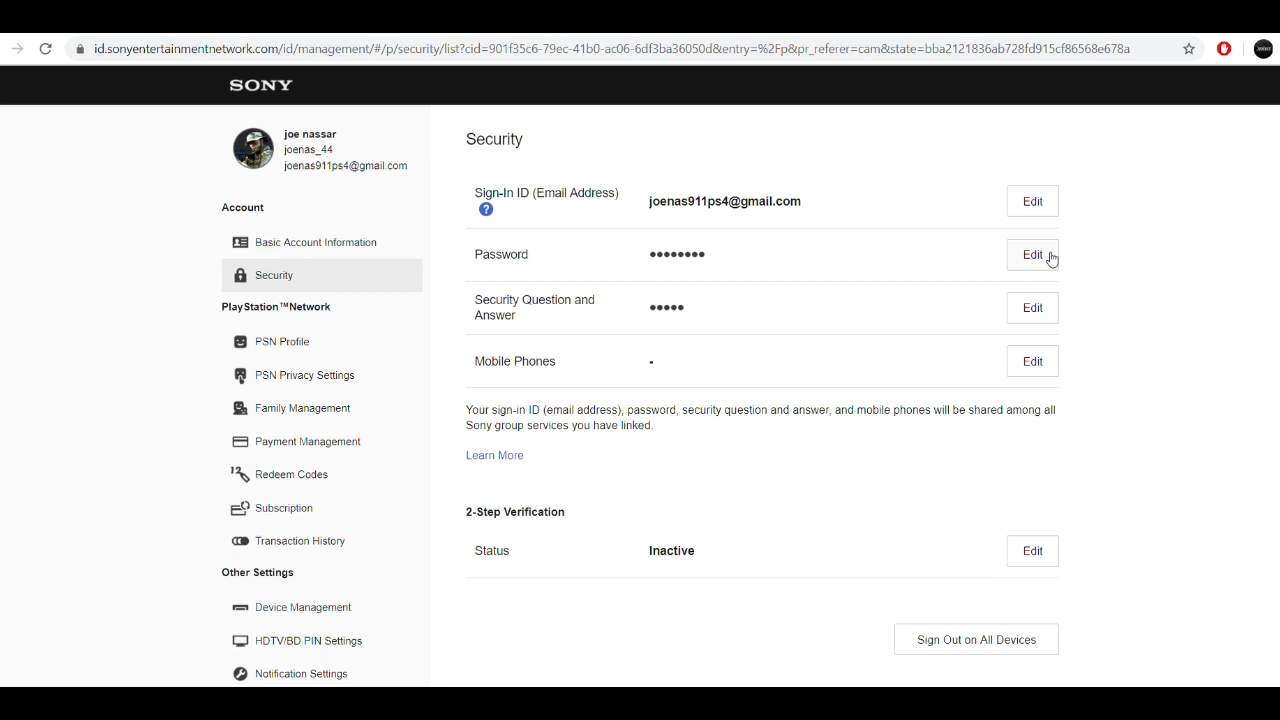 id.sonyentertainmentnetwork.com/id/management/#/p/security/list?cid=901f35c6-79ec-41b0-ac06-6df3ba36050d&entry=%2Fp&pr_referer=cam&state=bba2121836ab728fd915cf86568e678a
SONY
joe nassar
joenas_44
joenas911ps4@gmail.com
Account
Basic Account Information
Security
PlayStation™Network
PSN Profile
PSN Privacy Settings
Family Management
Payment Management
Redeem Codes
Subscription
Transaction History
Other Settings
Device Management
HDTV/BD PIN Settings
Notification Settings
Security
Sign-In ID (Email Address)
?
joenas911ps4@gmail.com
Edit
Password
••••••••
Edit
Security Question and
Answer
•••••
Edit
Mobile Phones
-
Edit
Your sign-in ID (email address), password, security question and answer, and mobile phones will be shared among all
Sony group services you have linked.
Learn More
2-Step Verification
Status
Inactive
Edit
Sign Out on All Devices